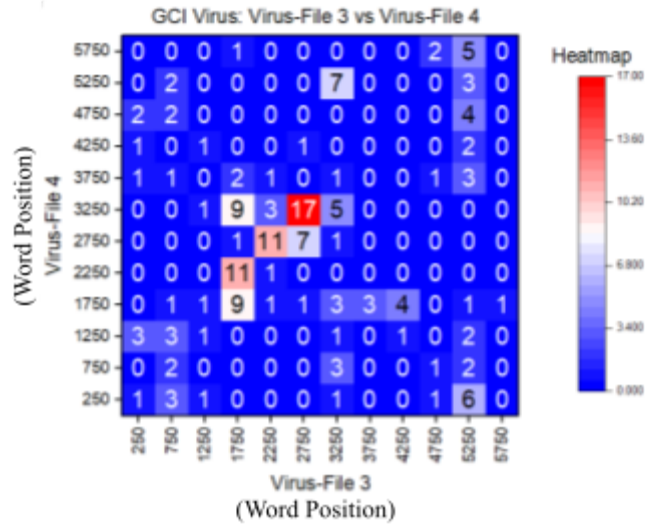 GCI Virus: Virus-File 3 vs Virus-File 4
Heatmap
5750 0 0 0 1 0 0 0 0 0 2 5 0
5250 0 2 0 0 0 0 7 0 0 0 3 0
4750 2 2 0 0 0 0 0 0 0 0 4 0
4250 1 0 1 0 0 1 0 0 0 0 2 0
3750 1 1 0 2 1 0 1 0 0 1 3 0
3250 0 0 1 9 3 17 5 0 0 0 0 0
2750 0 0 0 1 11 7 1 0 0 0 0 0
2250 0 0 0 11 1 0 0 0 0 0 0 0
1750 0 1 1 9 1 1 3 3 4 0 1 1
1250 3 3 1 0 0 0 1 0 1 0 2 0
750 0 2 0 0 0 0 3 0 0 1 2 0
250 1 3 1 0 0 0 1 0 0 1 6 0
250 750 1250 1750 2250 2750 3250 3750 4250 4750 5250 5750
Virus-File 3
(Word Position)
Virus-File 4
(Word Position)
17.00
13.60
10.20
6.800
3.400
0.000